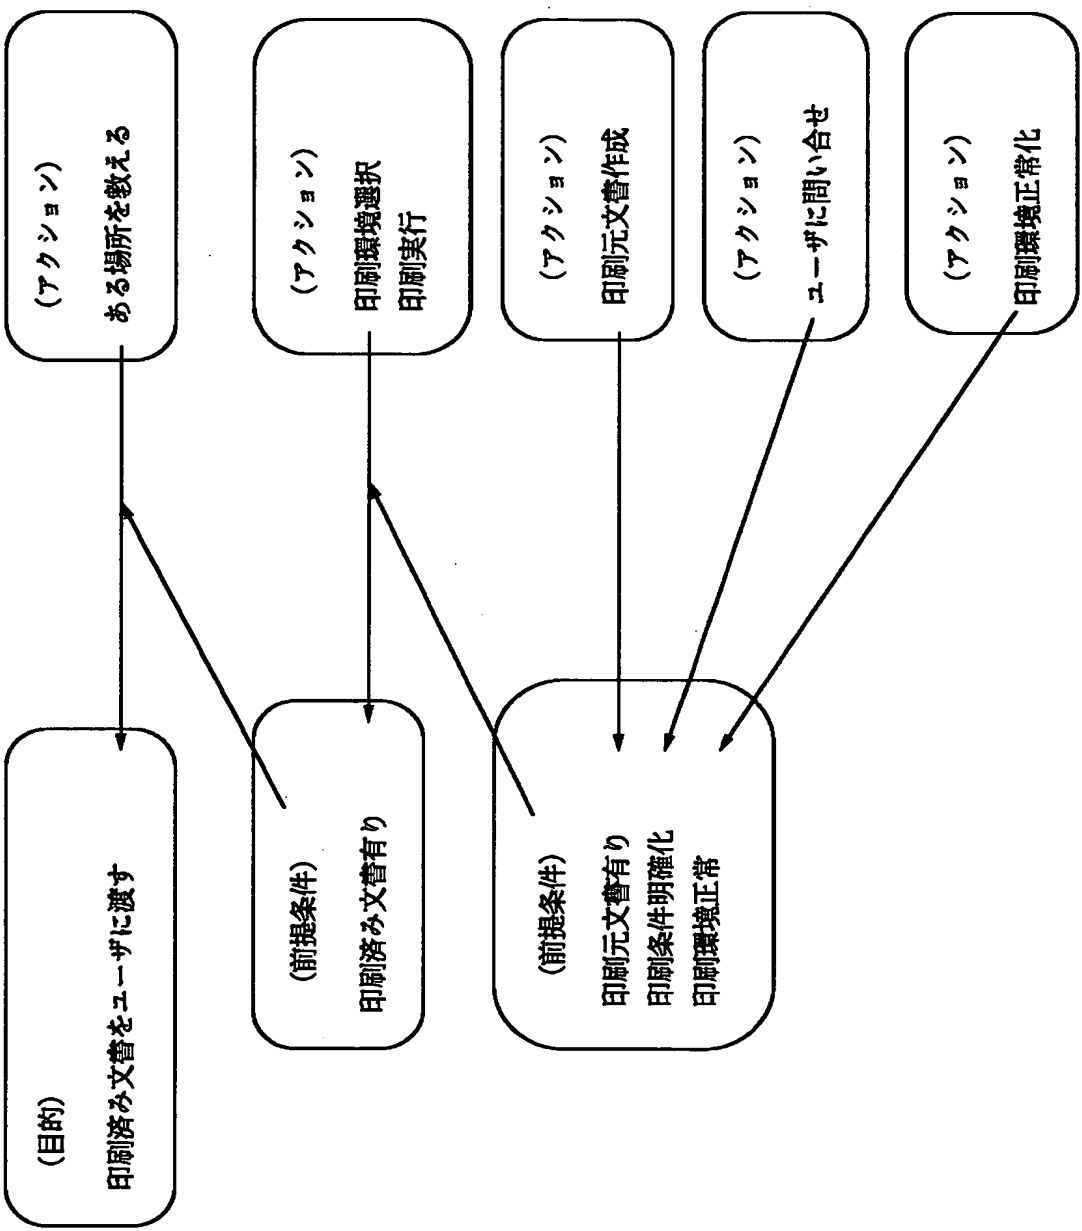 (目的)
印刷済み文書をユーザに渡す
(アクション)
ある場所を教える
(前提条件)
印刷済み文書有り
(アクション)
印刷環境選択
印刷実行
(前提条件)
印刷元文書有り
印刷条件明確化
印刷環境正常
(アクション)
印刷元文書作成
(アクション)
ユーザに問い合せ
(アクション)
印刷環境正常化